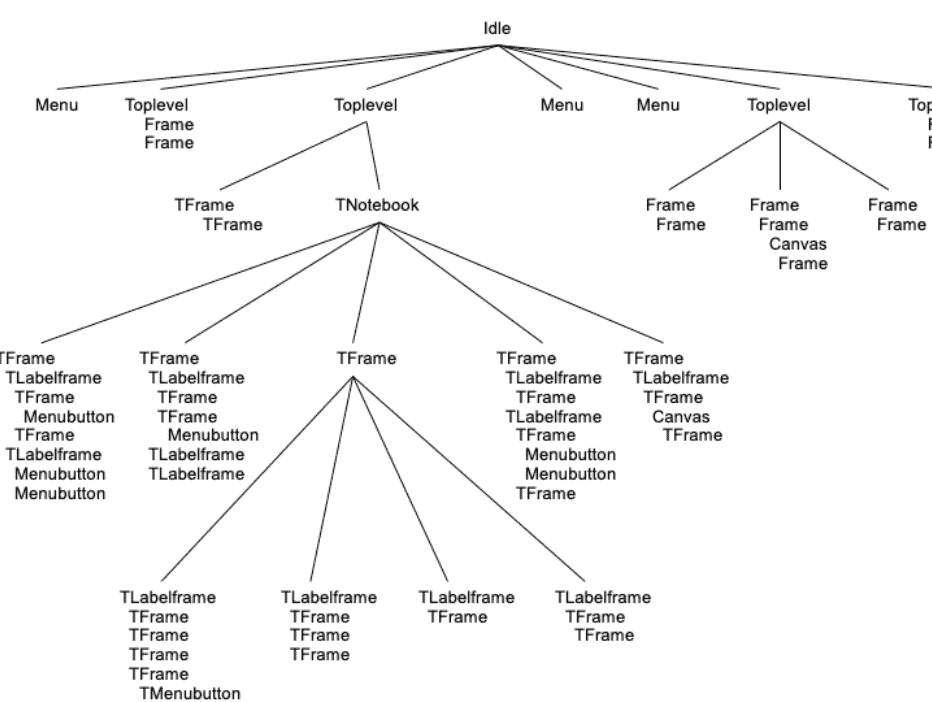 Idle
Menu Toplevel Toplevel Menu Menu Toplevel Top
Frame
Frame
TFrame TNotebook Frame Frame Frame
TFrame Frame Frame Frame
Canvas
Frame
TFrame TFrame TFrame TFrame TFrame
TLabelframe TLabelframe TLabelframe TLabelframe
TFrame TFrame TFrame TFrame
Menubutton TFrame TLabelframe Canvas
TFrame Menubutton TFrame TFrame
TLabelframe TLabelframe Menubutton
Menubutton TLabelframe Menubutton
Menubutton TFrame
TLabelframe TLabelframe TLabelframe TLabelframe
TFrame TFrame TFrame TFrame
TFrame TFrame TFrame
TFrame TFrame
TFrame
TMenubutton